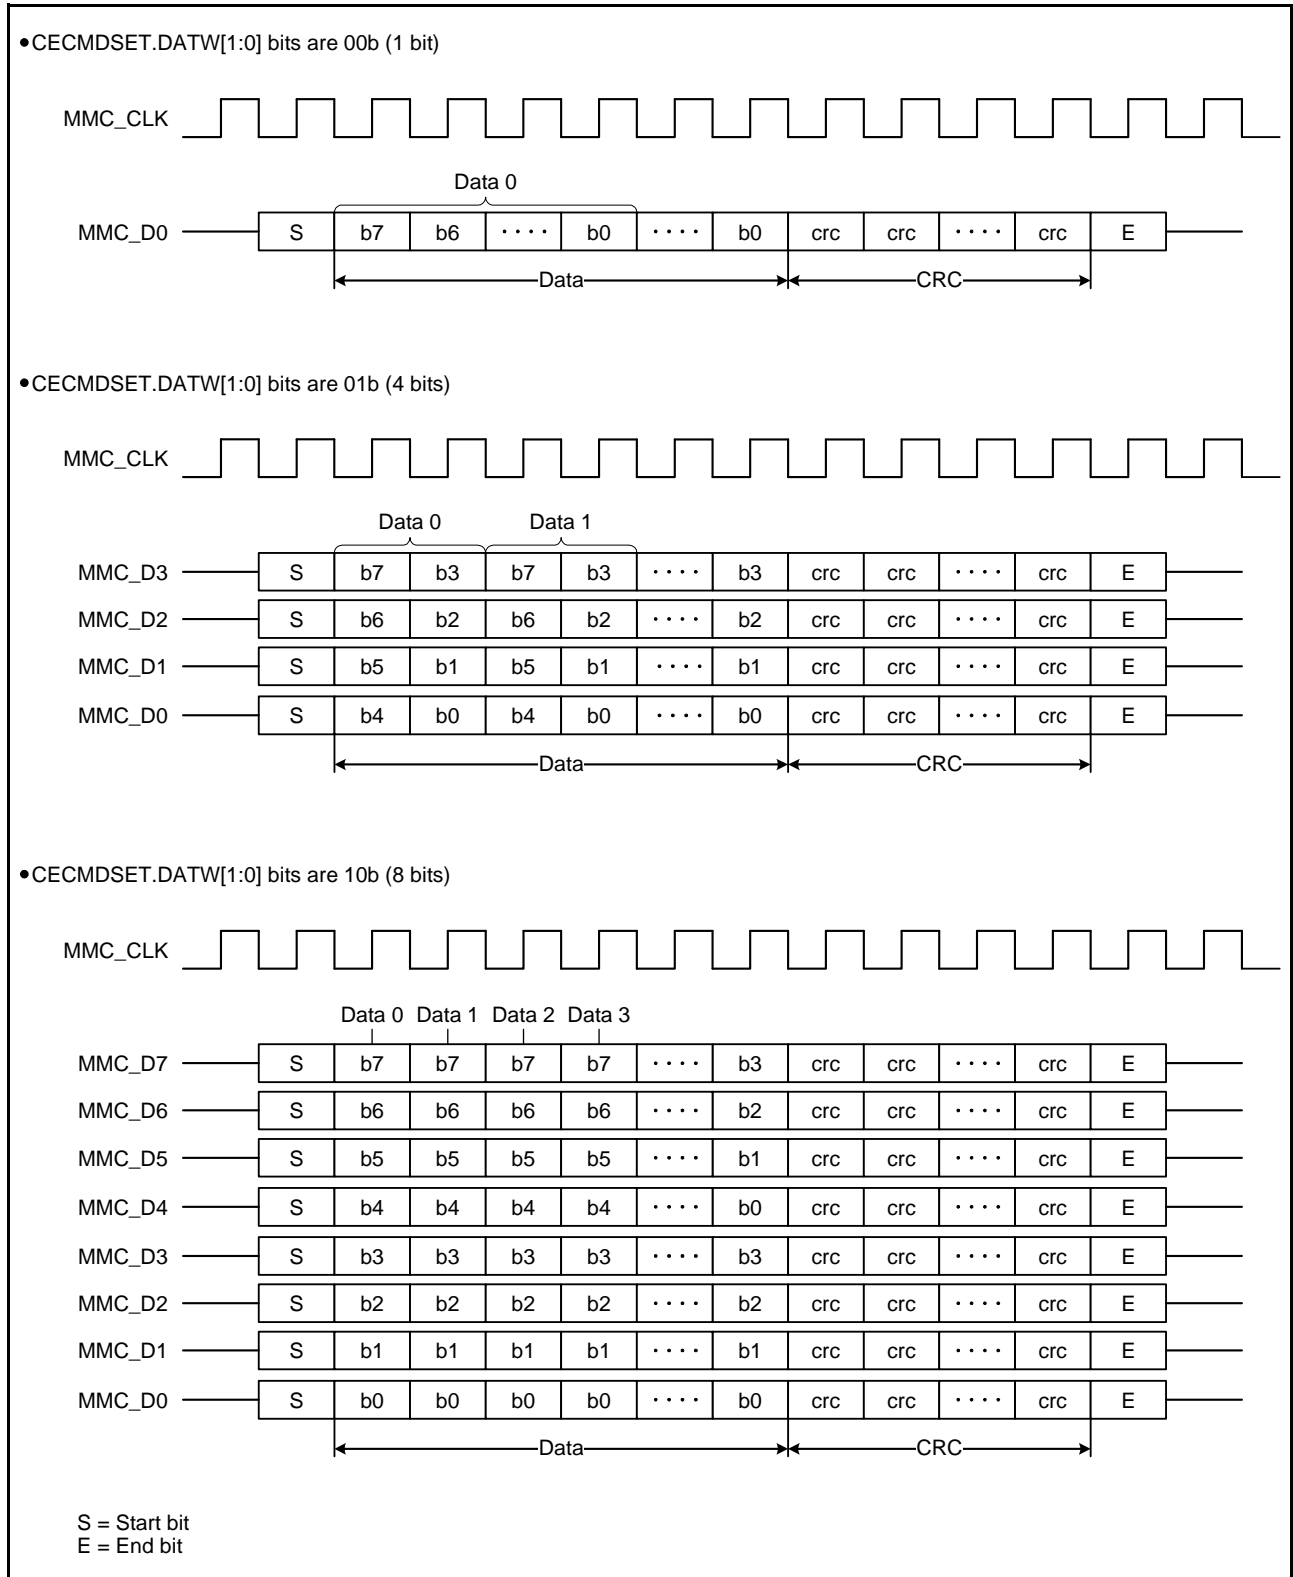 ●CECMDSET.DATW[1:0] bits are 00b (1 bit)
MMC_CLK
Data 0
MMC_D0 S b7 b6 ···· b0 ···· b0 crc crc ···· crc E
Data CRC
●CECMDSET.DATW[1:0] bits are 01b (4 bits)
MMC_CLK
Data 0 Data 1
MMC_D3 S b7 b3 b7 b3 ···· b3 crc crc ···· crc E
MMC_D2 S b6 b2 b6 b2 ···· b2 crc crc ···· crc E
MMC_D1 S b5 b1 b5 b1 ···· b1 crc crc ···· crc E
MMC_D0 S b4 b0 b4 b0 ···· b0 crc crc ···· crc E
Data CRC
●CECMDSET.DATW[1:0] bits are 10b (8 bits)
MMC_CLK
Data 0 Data 1 Data 2 Data 3
MMC_D7 S b7 b7 b7 b7 ···· b3 crc crc ···· crc E
MMC_D6 S b6 b6 b6 b6 ···· b2 crc crc ···· crc E
MMC_D5 S b5 b5 b5 b5 ···· b1 crc crc ···· crc E
MMC_D4 S b4 b4 b4 b4 ···· b0 crc crc ···· crc E
MMC_D3 S b3 b3 b3 b3 ···· b3 crc crc ···· crc E
MMC_D2 S b2 b2 b2 b2 ···· b2 crc crc ···· crc E
MMC_D1 S b1 b1 b1 b1 ···· b1 crc crc ···· crc E
MMC_D0 S b0 b0 b0 b0 ···· b0 crc crc ···· crc E
Data CRC
S = Start bit
E = End bit